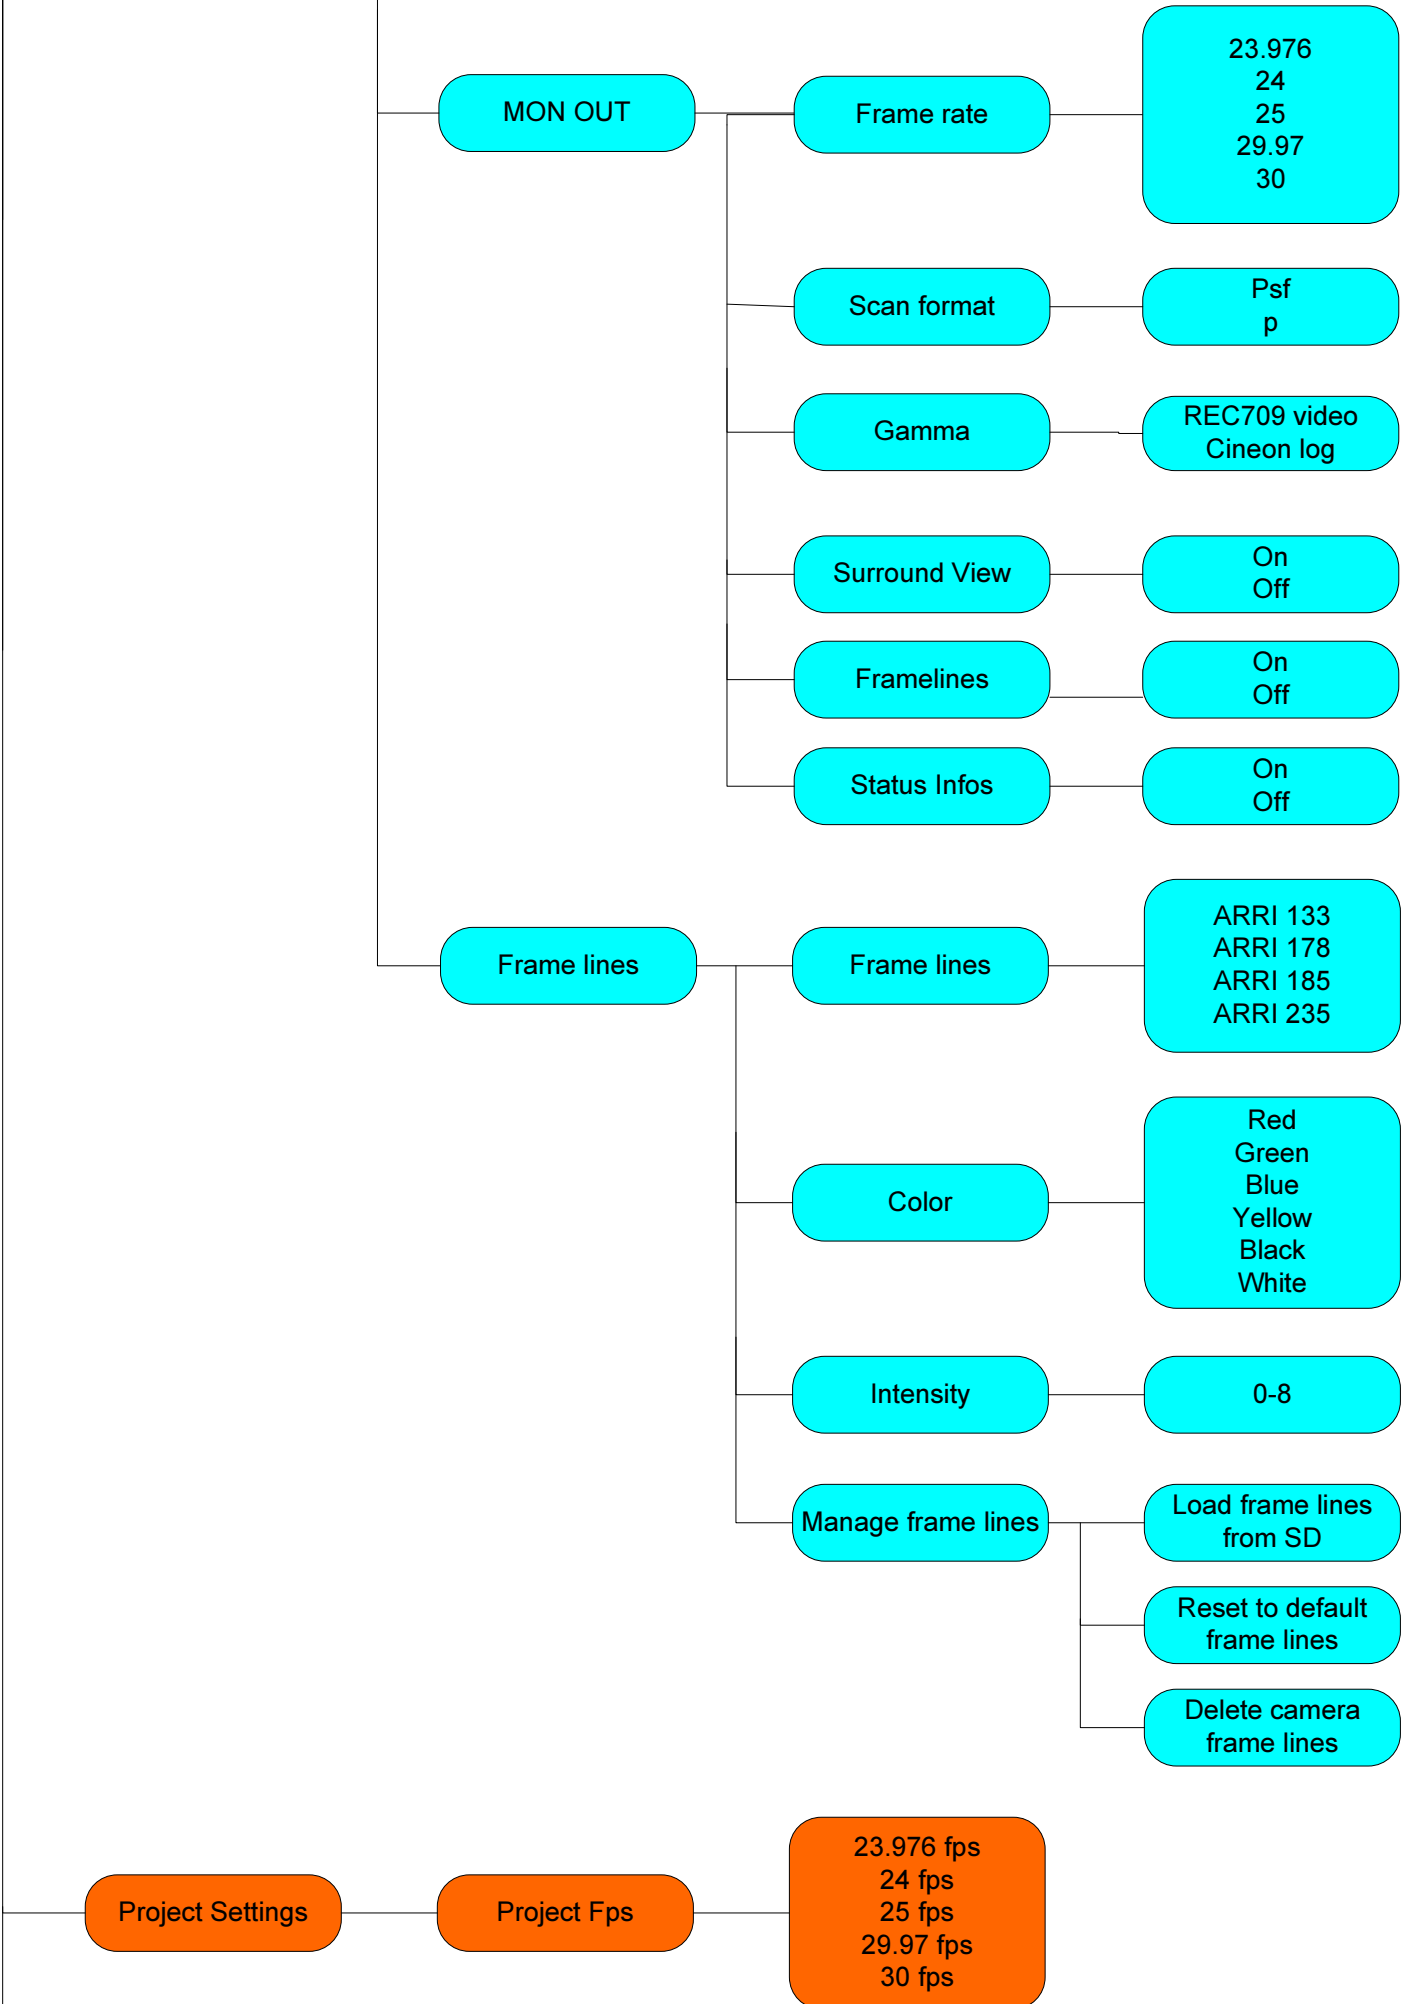 MON OUT
Frame rate
23.976
24
25
29.97
30
Scan format
Psf
p
Gamma
REC709 video
Cineon log
Surround View
On
Off
Framelines
On
Off
Status Infos
On
Off
Frame lines
Frame lines
ARRI 133
ARRI 178
ARRI 185
ARRI 235
Color
Red
Green
Blue
Yellow
Black
White
Intensity
0-8
Manage frame lines
Load frame lines
from SD
Reset to default
frame lines
Delete camera
frame lines
Project Settings
Project Fps
23.976 fps
24 fps
25 fps
29.97 fps
30 fps